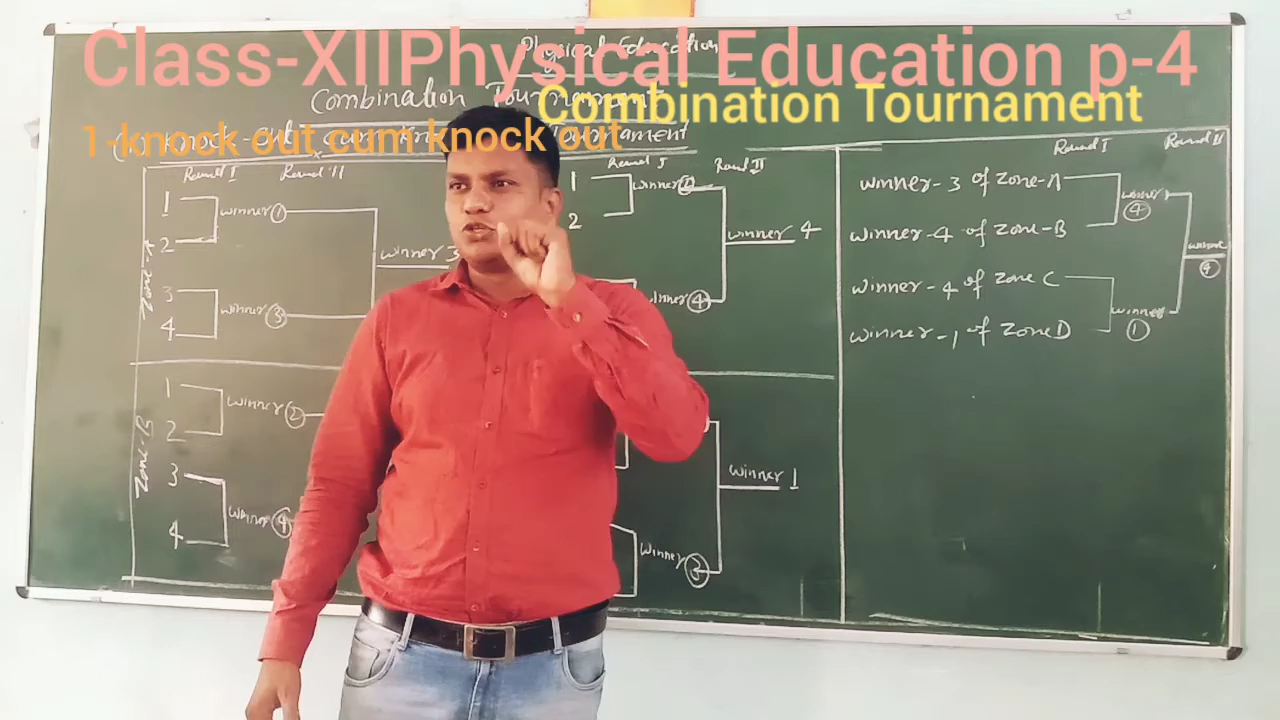 Class-XIIPhysical Education p-4
Physical Education
Combination Tournament
Combination Tournament
1-knock out cum knock out
Tournament
Round I Round II
Zone-A
1
2
3
4
winner ①
winner ③
winner 3
Zone-B
1
2
3
4
winner ②
winner ④
Round I Round II
1
2
winner
winner ④
winner 4
winner
winner 1
Round I Round II
winner-3 of Zone-A
winner-4 of Zone-B
winner-4 of Zone C
winner-1 of Zone D
winner ④
winner ①
winner ④